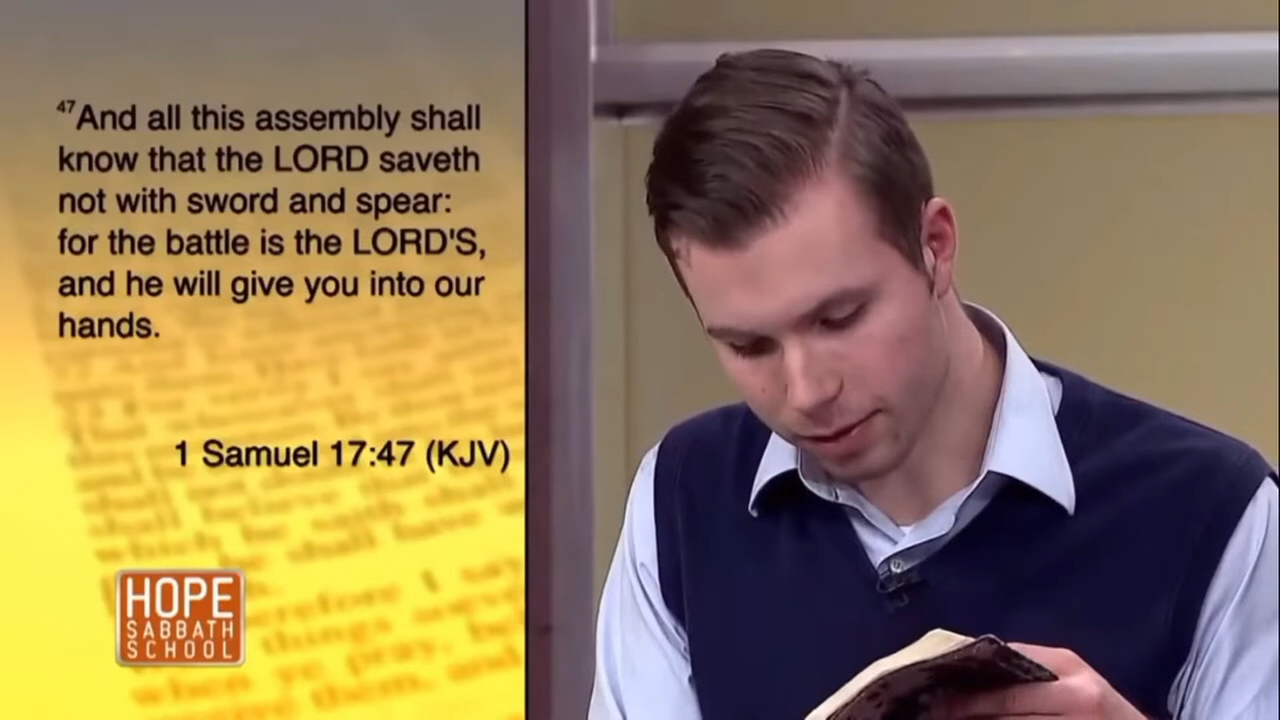 47And all this assembly shall
know that the LORD saveth
not with sword and spear:
for the battle is the LORD'S,
and he will give you into our
hands.
1 Samuel 17:47 (KJV)
HOPE
SABBATH
SCHOOL